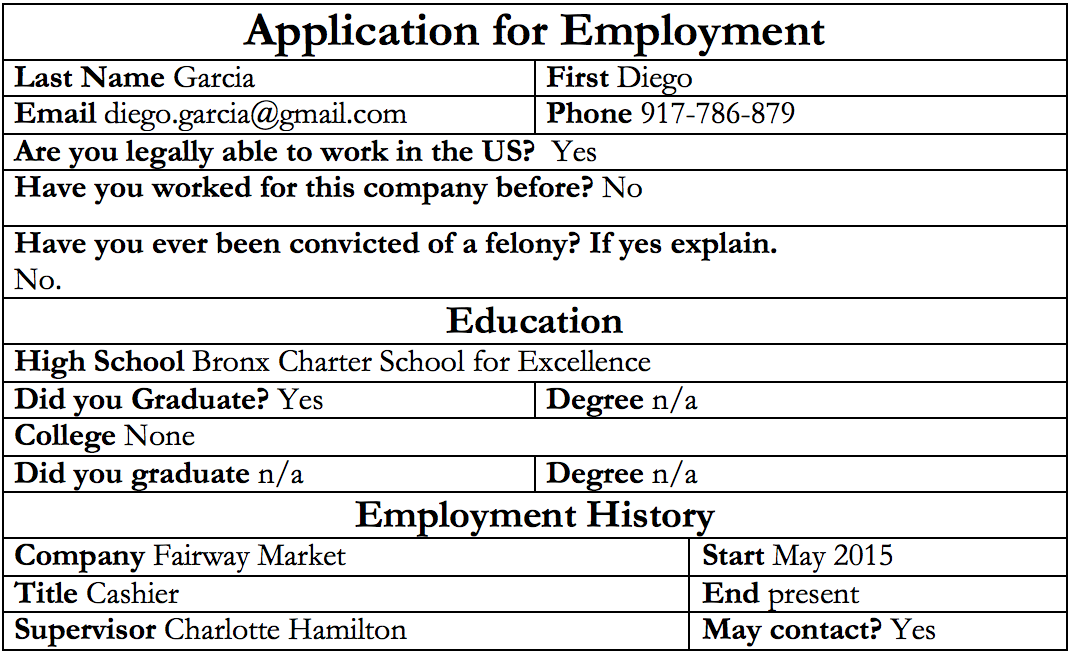 Application for Employment
Last Name Garcia First Diego
Email diego.garcia@gmail.com Phone 917-786-879
Are you legally able to work in the US? Yes
Have you worked for this company before? No
Have you ever been convicted of a felony? If yes explain.
No.
Education
High School Bronx Charter School for Excellence
Did you Graduate? Yes Degree n/a
College None
Did you graduate n/a Degree n/a
Employment History
Company Fairway Market Start May 2015
Title Cashier End present
Supervisor Charlotte Hamilton May contact? Yes